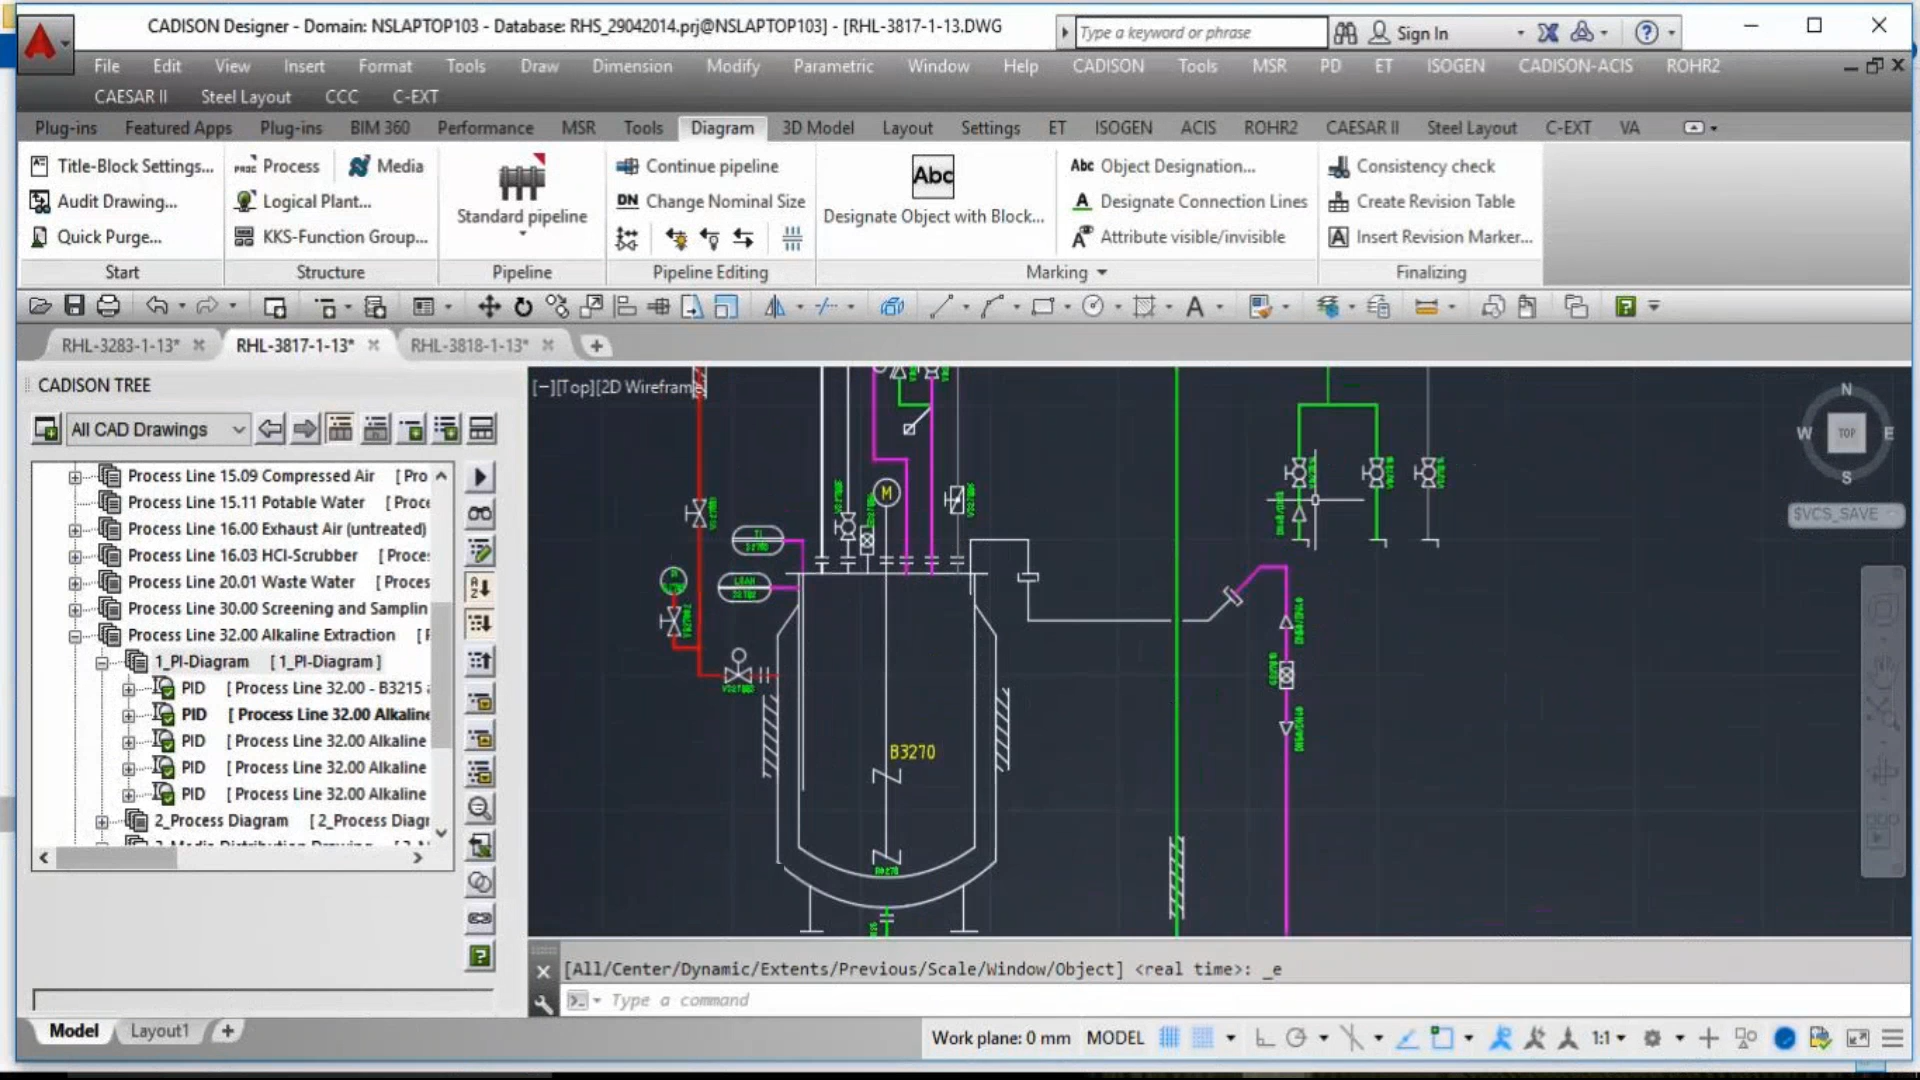 CADISON Designer - Domain: NSLAPTOP103 - Database: RHS_29042014.prj@NSLAPTOP103] - [RHL-3817-1-13.DWG
Type a keyword or phrase
Sign In
File Edit View Insert Format Tools Draw Dimension Modify Parametric Window Help CADISON Tools MSR PD ET ISOGEN CADISON-ACIS ROHR2
CAESAR II Steel Layout CCC C-EXT
Plug-ins Featured Apps Plug-ins BIM 360 Performance MSR Tools Diagram 3D Model Layout Settings ET ISOGEN ACIS ROHR2 CAESAR II Steel Layout C-EXT VA
Title-Block Settings... Process Media Continue pipeline Abc Abc Object Designation... Consistency check
Audit Drawing... Logical Plant... Standard pipeline DN Change Nominal Size Designate Object with Block... A Designate Connection Lines Create Revision Table
Quick Purge... KKS-Function Group... Attribute visible/invisible Insert Revision Marker...
Start Structure Pipeline Pipeline Editing Marking Finalizing
RHL-3283-1-13* RHL-3817-1-13* RHL-3818-1-13*
CADISON TREE
[−][Top][2D Wireframe
All CAD Drawings
Process Line 15.09 Compressed Air [ Pro
Process Line 15.11 Potable Water [ Proce
Process Line 16.00 Exhaust Air (untreated)
Process Line 16.03 HCl-Scrubber [ Proce
Process Line 20.01 Waste Water [ Proces
Process Line 30.00 Screening and Samplin
Process Line 32.00 Alkaline Extraction
1_PI-Diagram [ 1_PI-Diagram ]
PID [ Process Line 32.00 - B3215
PID [ Process Line 32.00 Alkaline
PID [ Process Line 32.00 Alkaline
PID [ Process Line 32.00 Alkaline
PID [ Process Line 32.00 Alkaline
2_Process Diagram [ 2_Process Diagr
M
B3270
N
W TOP E
S
$VCS_SAVE
[All/Center/Dynamic/Extents/Previous/Scale/Window/Object] <real time>: _e
Type a command
Model Layout1
Work plane: 0 mm MODEL 1:1